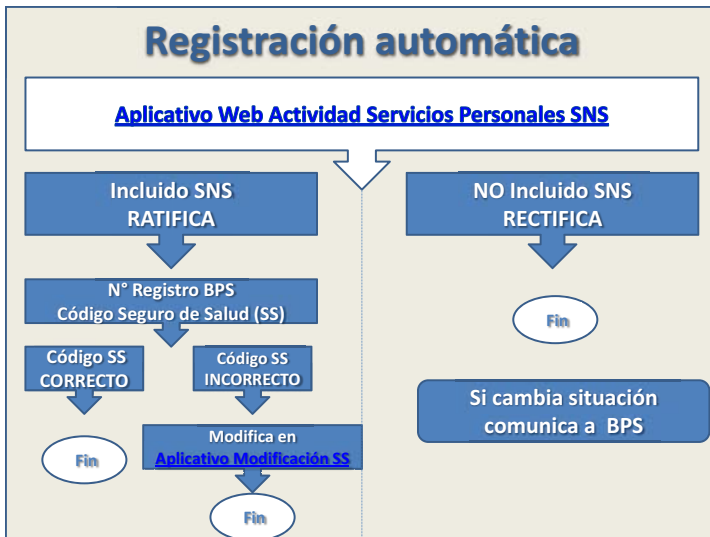 Registración automática
Aplicativo Web Actividad Servicios Personales SNS
Incluido SNS
RATIFICA
N° Registro BPS
Código Seguro de Salud (SS)
Código SS
CORRECTO
Fin
Código SS
INCORRECTO
Modifica en
Aplicativo Modificación SS
Fin
NO Incluido SNS
RECTIFICA
Fin
Si cambia situación
comunica a BPS